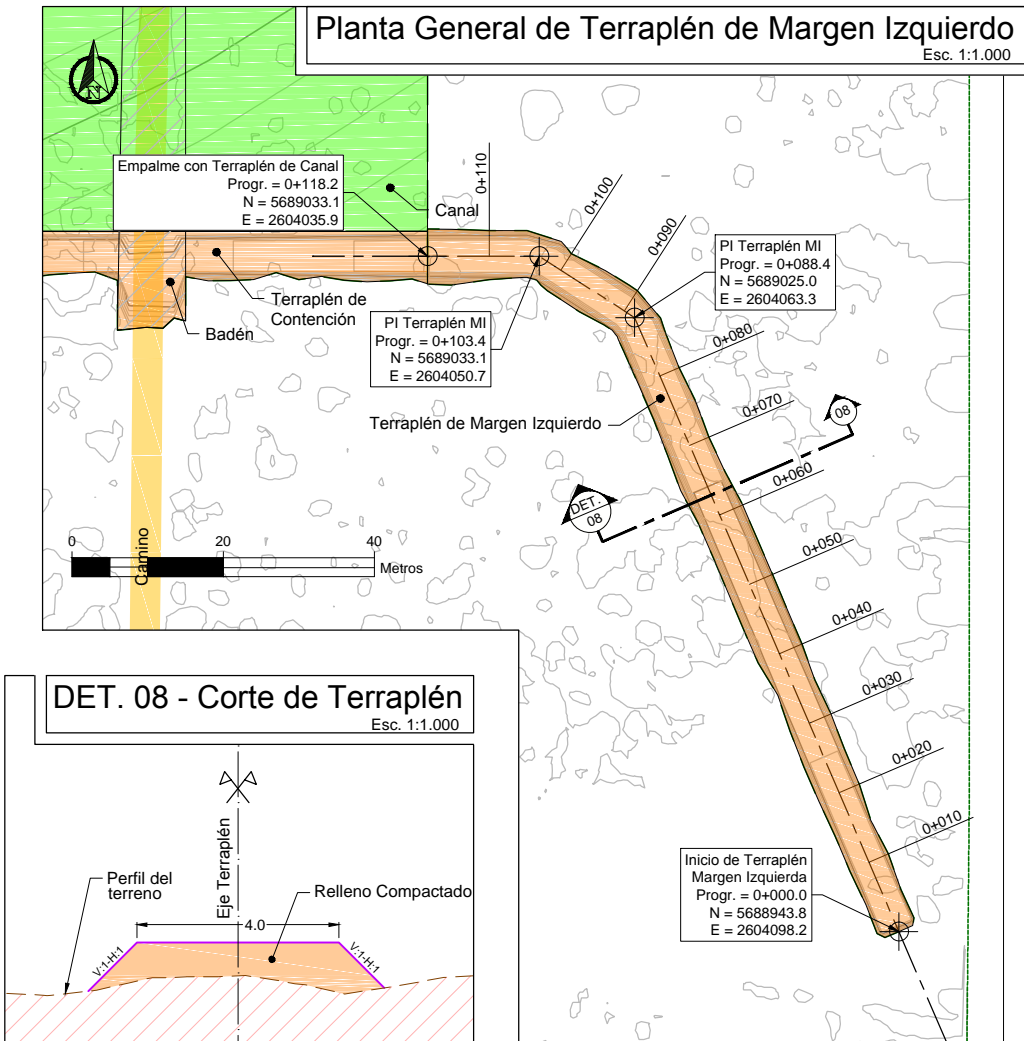 Planta General de Terraplén de Margen Izquierdo
Esc. 1:1.000
N
Empalme con Terraplén de Canal
Progr. = 0+118.2
N = 5689033.1
E = 2604035.9
Canal
0+110
0+100
0+090
PI Terraplén MI
Progr. = 0+088.4
N = 5689025.0
E = 2604063.3
Terraplén de
Contención
Badén
PI Terraplén MI
Progr. = 0+103.4
N = 5689033.1
E = 2604050.7
0+080
0+070
Terraplén de Margen Izquierdo
08
0+060
DET.
08
0+050
0
20
40
Metros
Camino
0+040
0+030
0+020
0+010
Inicio de Terraplén
Margen Izquierda
Progr. = 0+000.0
N = 5688943.8
E = 2604098.2
DET. 08 - Corte de Terraplén
Esc. 1:1.000
Eje Terraplén
Perfil del
terreno
Relleno Compactado
4.0
V:1-H:1
V:1-H:1